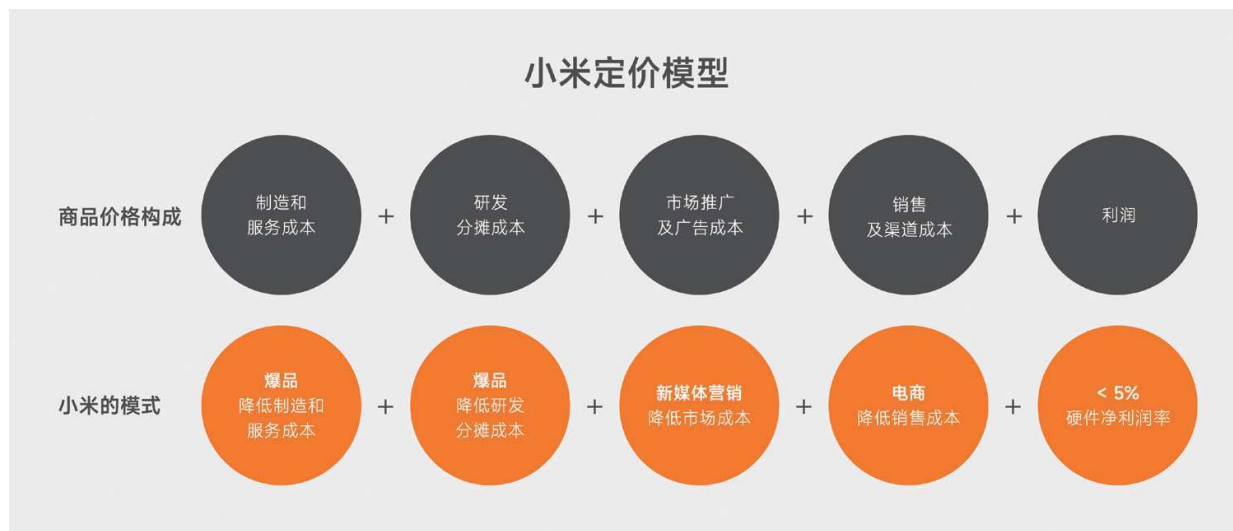 小米定价模型
商品价格构成
制造和
服务成本
+
研发
分摊成本
+
市场推广
及广告成本
+
销售
及渠道成本
+
利润
小米的模式
爆品
降低制造和
服务成本
+
爆品
降低研发
分摊成本
+
新媒体营销
降低市场成本
+
电商
降低销售成本
+
< 5%
硬件净利润率